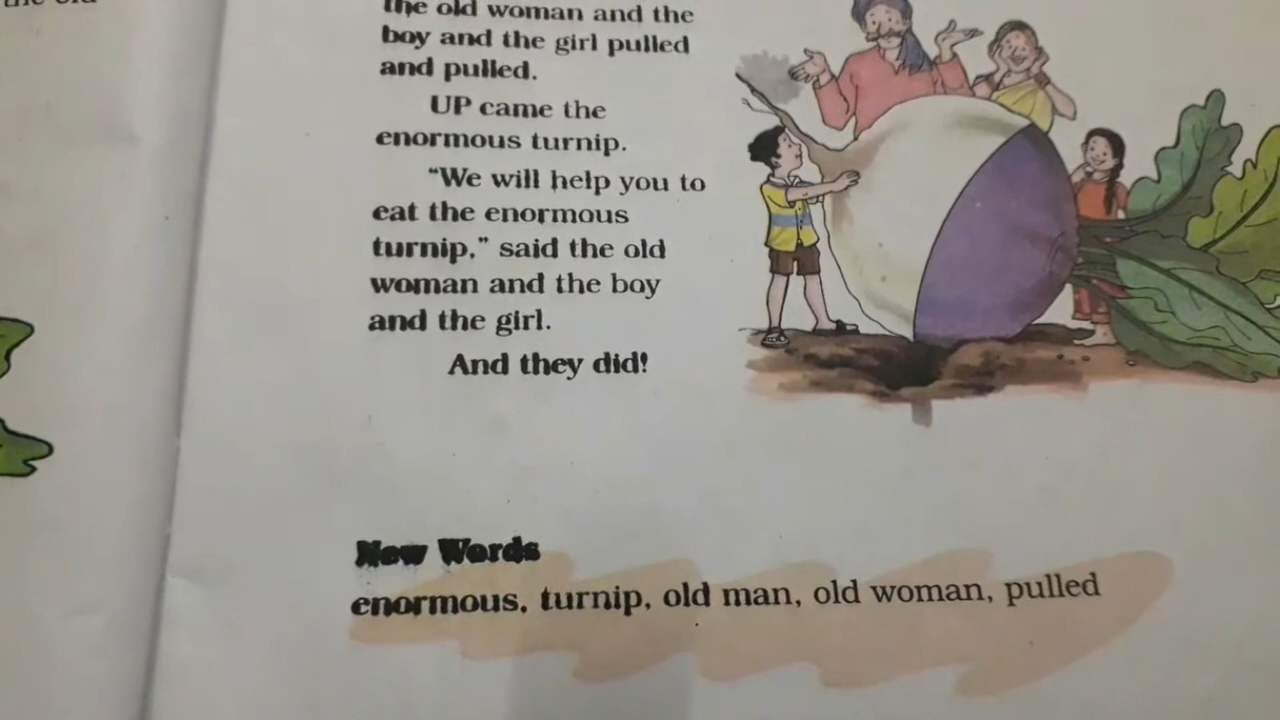 the old woman and the
boy and the girl pulled
and pulled.
UP came the
enormous turnip.
“We will help you to
eat the enormous
turnip,” said the old
woman and the boy
and the girl.
And they did!
New Words
enormous, turnip, old man, old woman, pulled